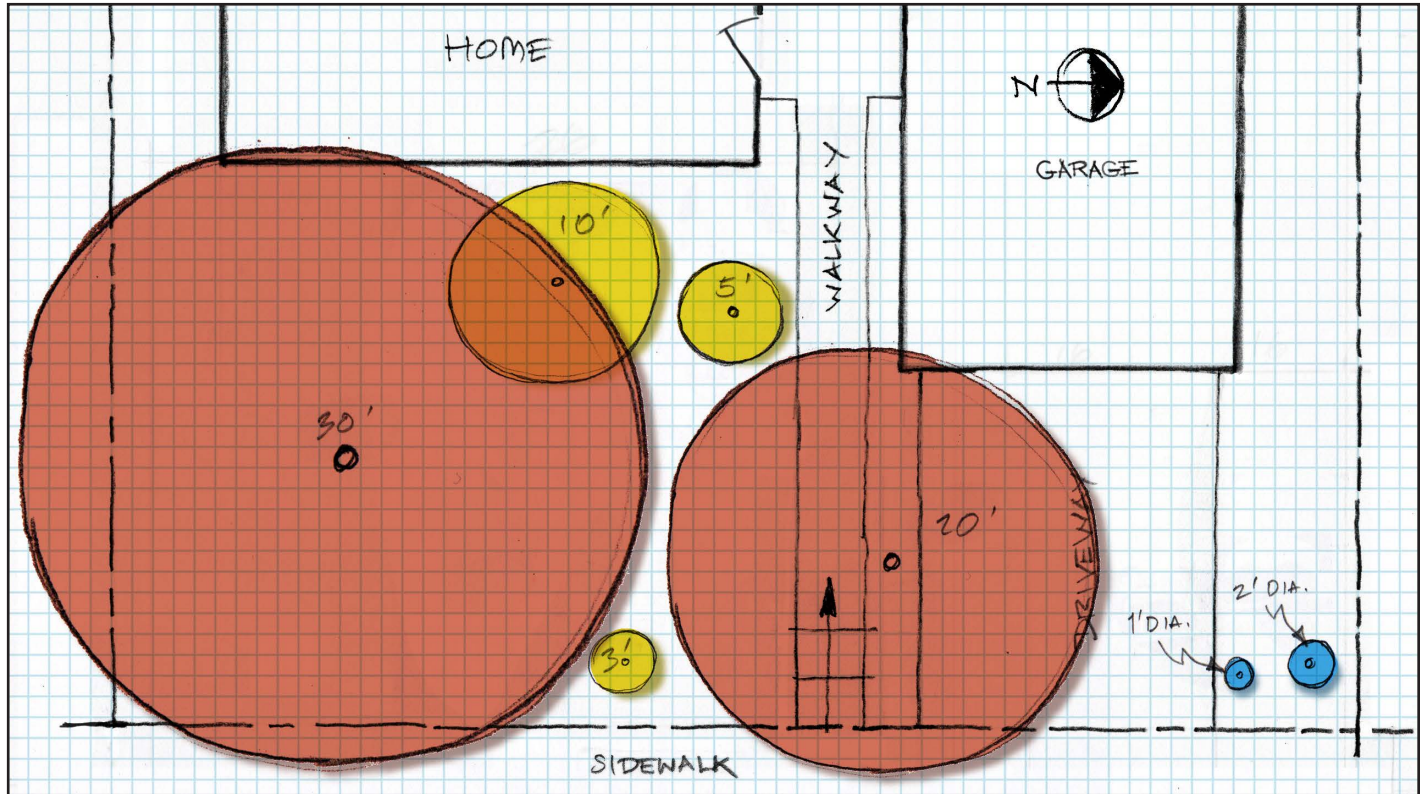 HOME
N
GARAGE
WALKWAY
10'
5'
30'
20'
DRIVEWAY
2' DIA.
1' DIA.
3'
SIDEWALK